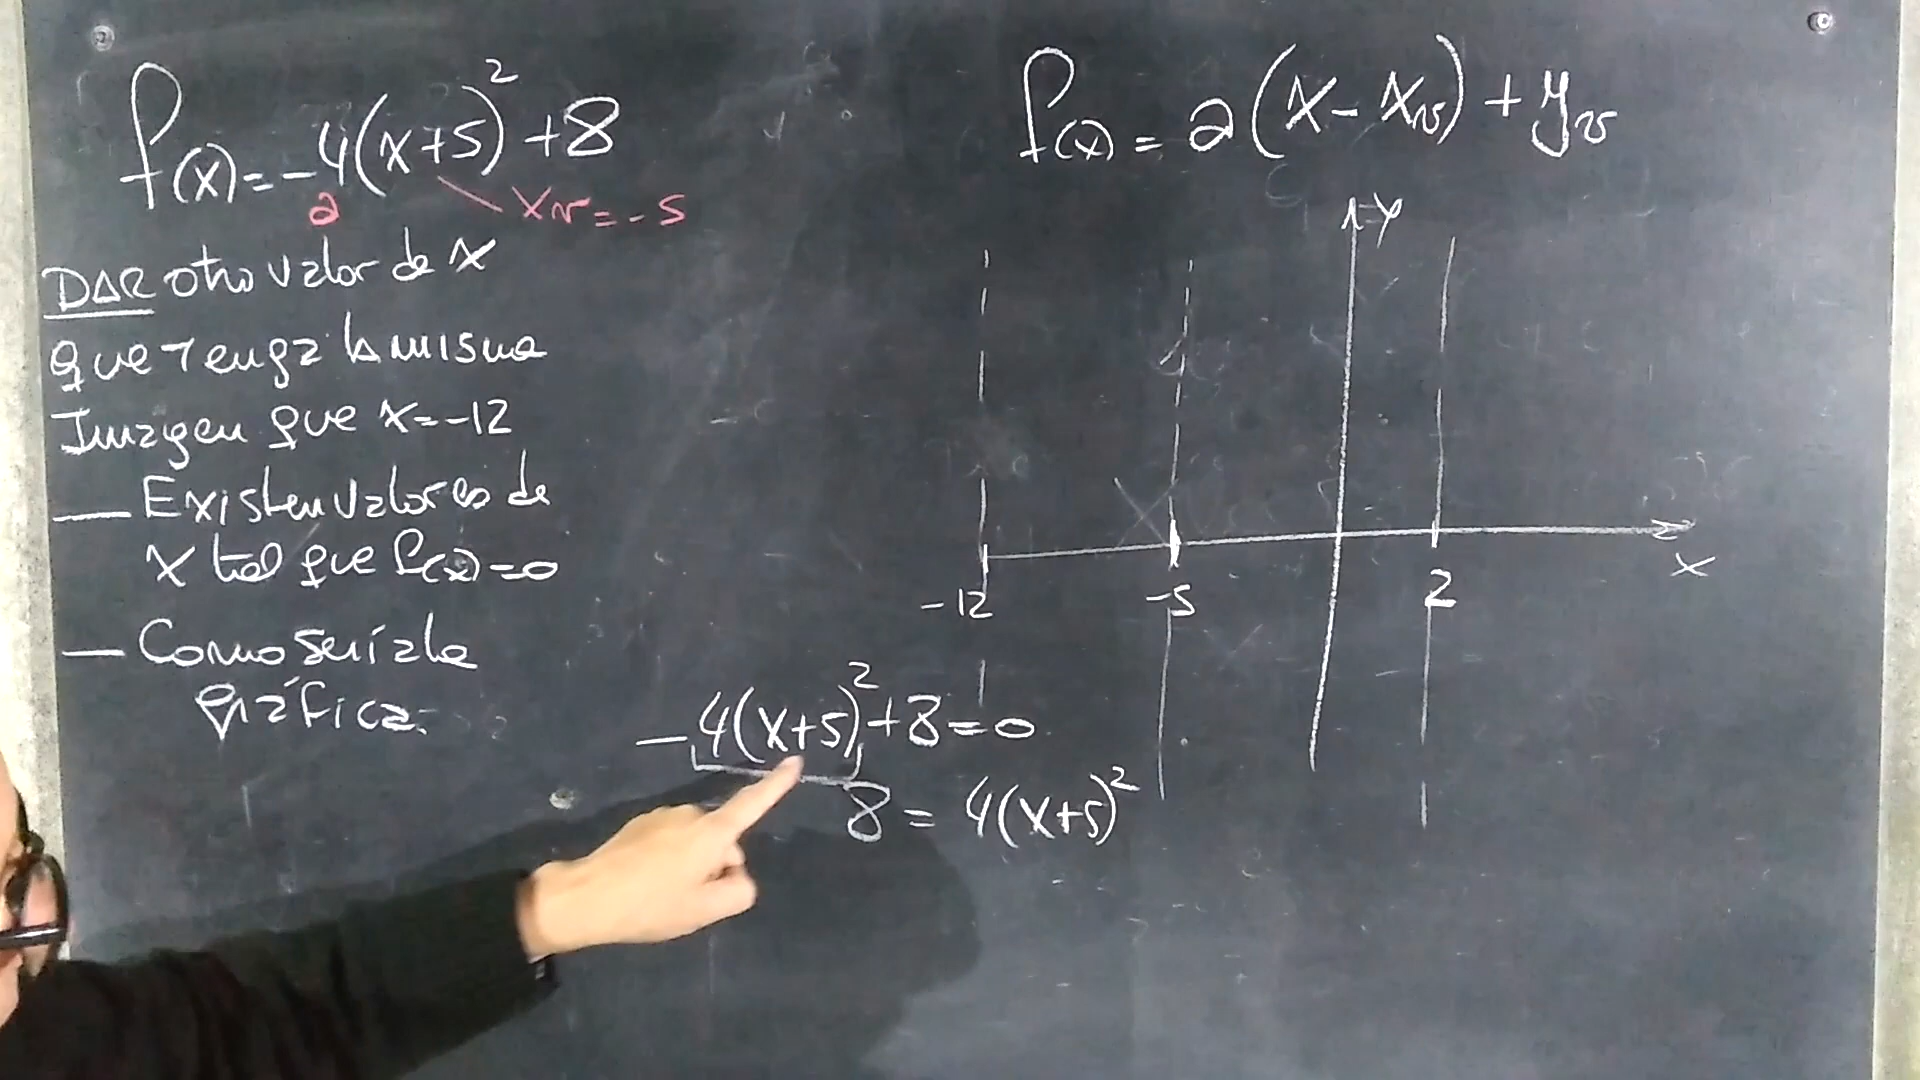 f(x)=-4(x+5)²+8
a xv=-5
DAR otro valor de x
que tenga la misma
Imagen que x=-12
— Existen valores de
x tal que f(x)=0
— Como sería la
gráfica.
f(x)=a(x-xv)+yv
y
-12 -5 2 x
-4(x+5)²+8=0
8=4(x+5)²